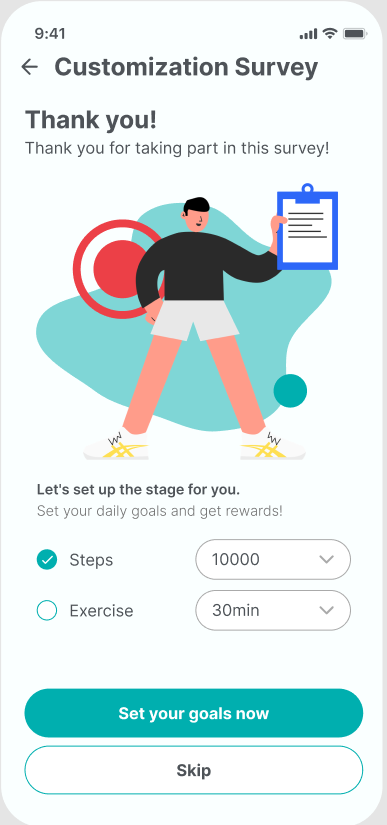 9:41
Customization Survey
Thank you!
Thank you for taking part in this survey!
Let's set up the stage for you.
Set your daily goals and get rewards!
Steps 10000
Exercise 30min
Set your goals now
Skip